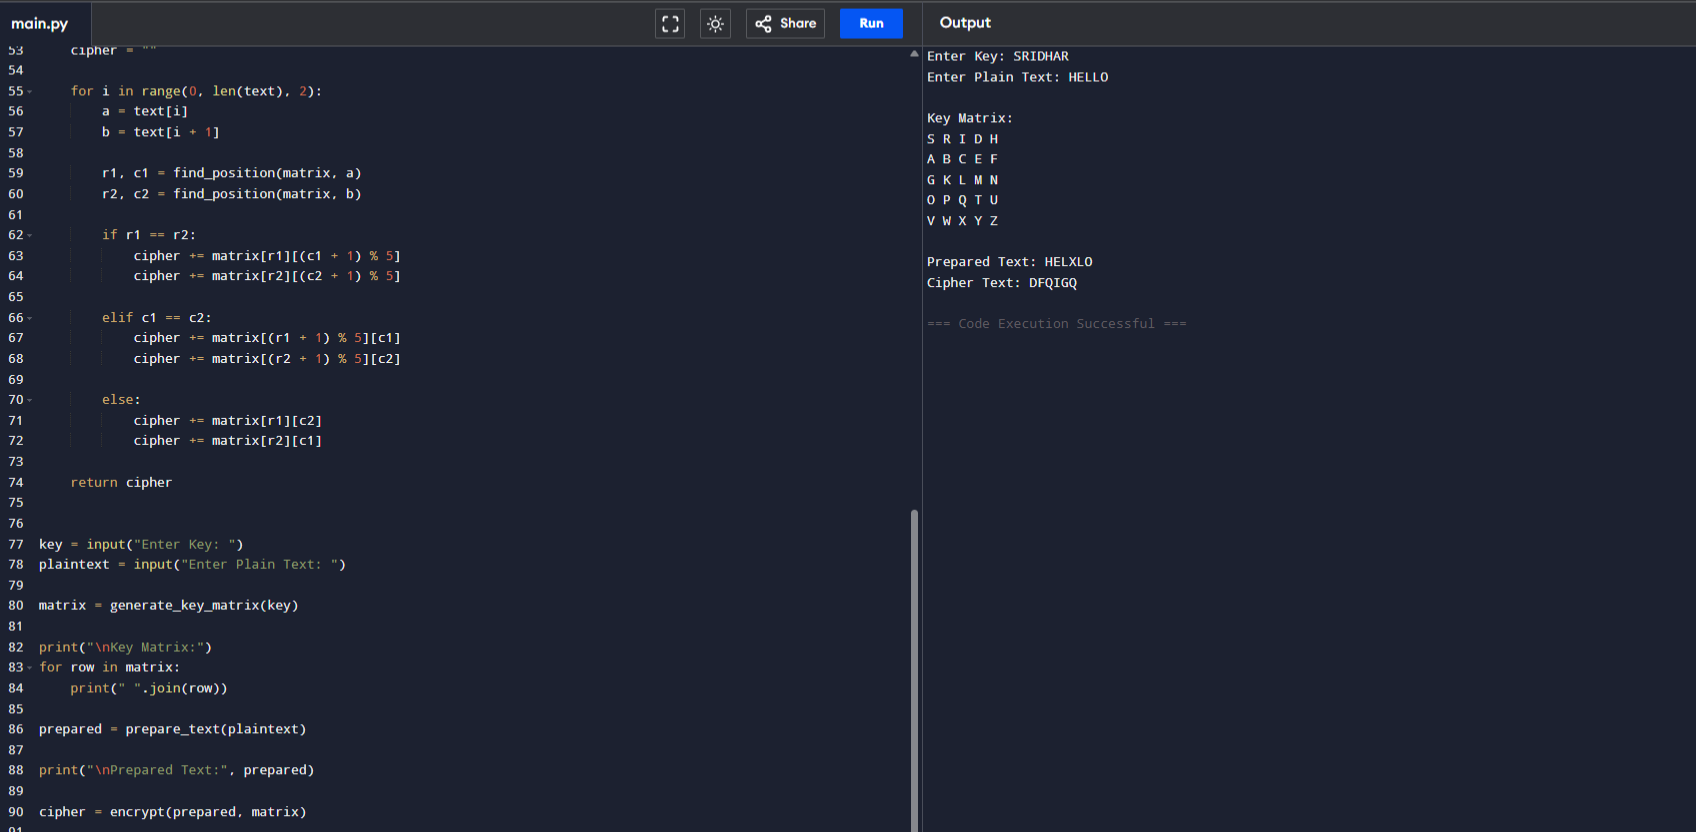 main.py
Share
Run
Output
53 cipher = ""
54
55 for i in range(0, len(text), 2):
56 a = text[i]
57 b = text[i + 1]
58
59 r1, c1 = find_position(matrix, a)
60 r2, c2 = find_position(matrix, b)
61
62 if r1 == r2:
63 cipher += matrix[r1][(c1 + 1) % 5]
64 cipher += matrix[r2][(c2 + 1) % 5]
65
66 elif c1 == c2:
67 cipher += matrix[(r1 + 1) % 5][c1]
68 cipher += matrix[(r2 + 1) % 5][c2]
69
70 else:
71 cipher += matrix[r1][c2]
72 cipher += matrix[r2][c1]
73
74 return cipher
75
76
77 key = input("Enter Key: ")
78 plaintext = input("Enter Plain Text: ")
79
80 matrix = generate_key_matrix(key)
81
82 print("\nKey Matrix:")
83 for row in matrix:
84 print(" ".join(row))
85
86 prepared = prepare_text(plaintext)
87
88 print("\nPrepared Text:", prepared)
89
90 cipher = encrypt(prepared, matrix)
91
Enter Key: SRIDHAR
Enter Plain Text: HELLO
Key Matrix:
S R I D H
A B C E F
G K L M N
O P Q T U
V W X Y Z
Prepared Text: HELXLO
Cipher Text: DFQIGQ
=== Code Execution Successful ===